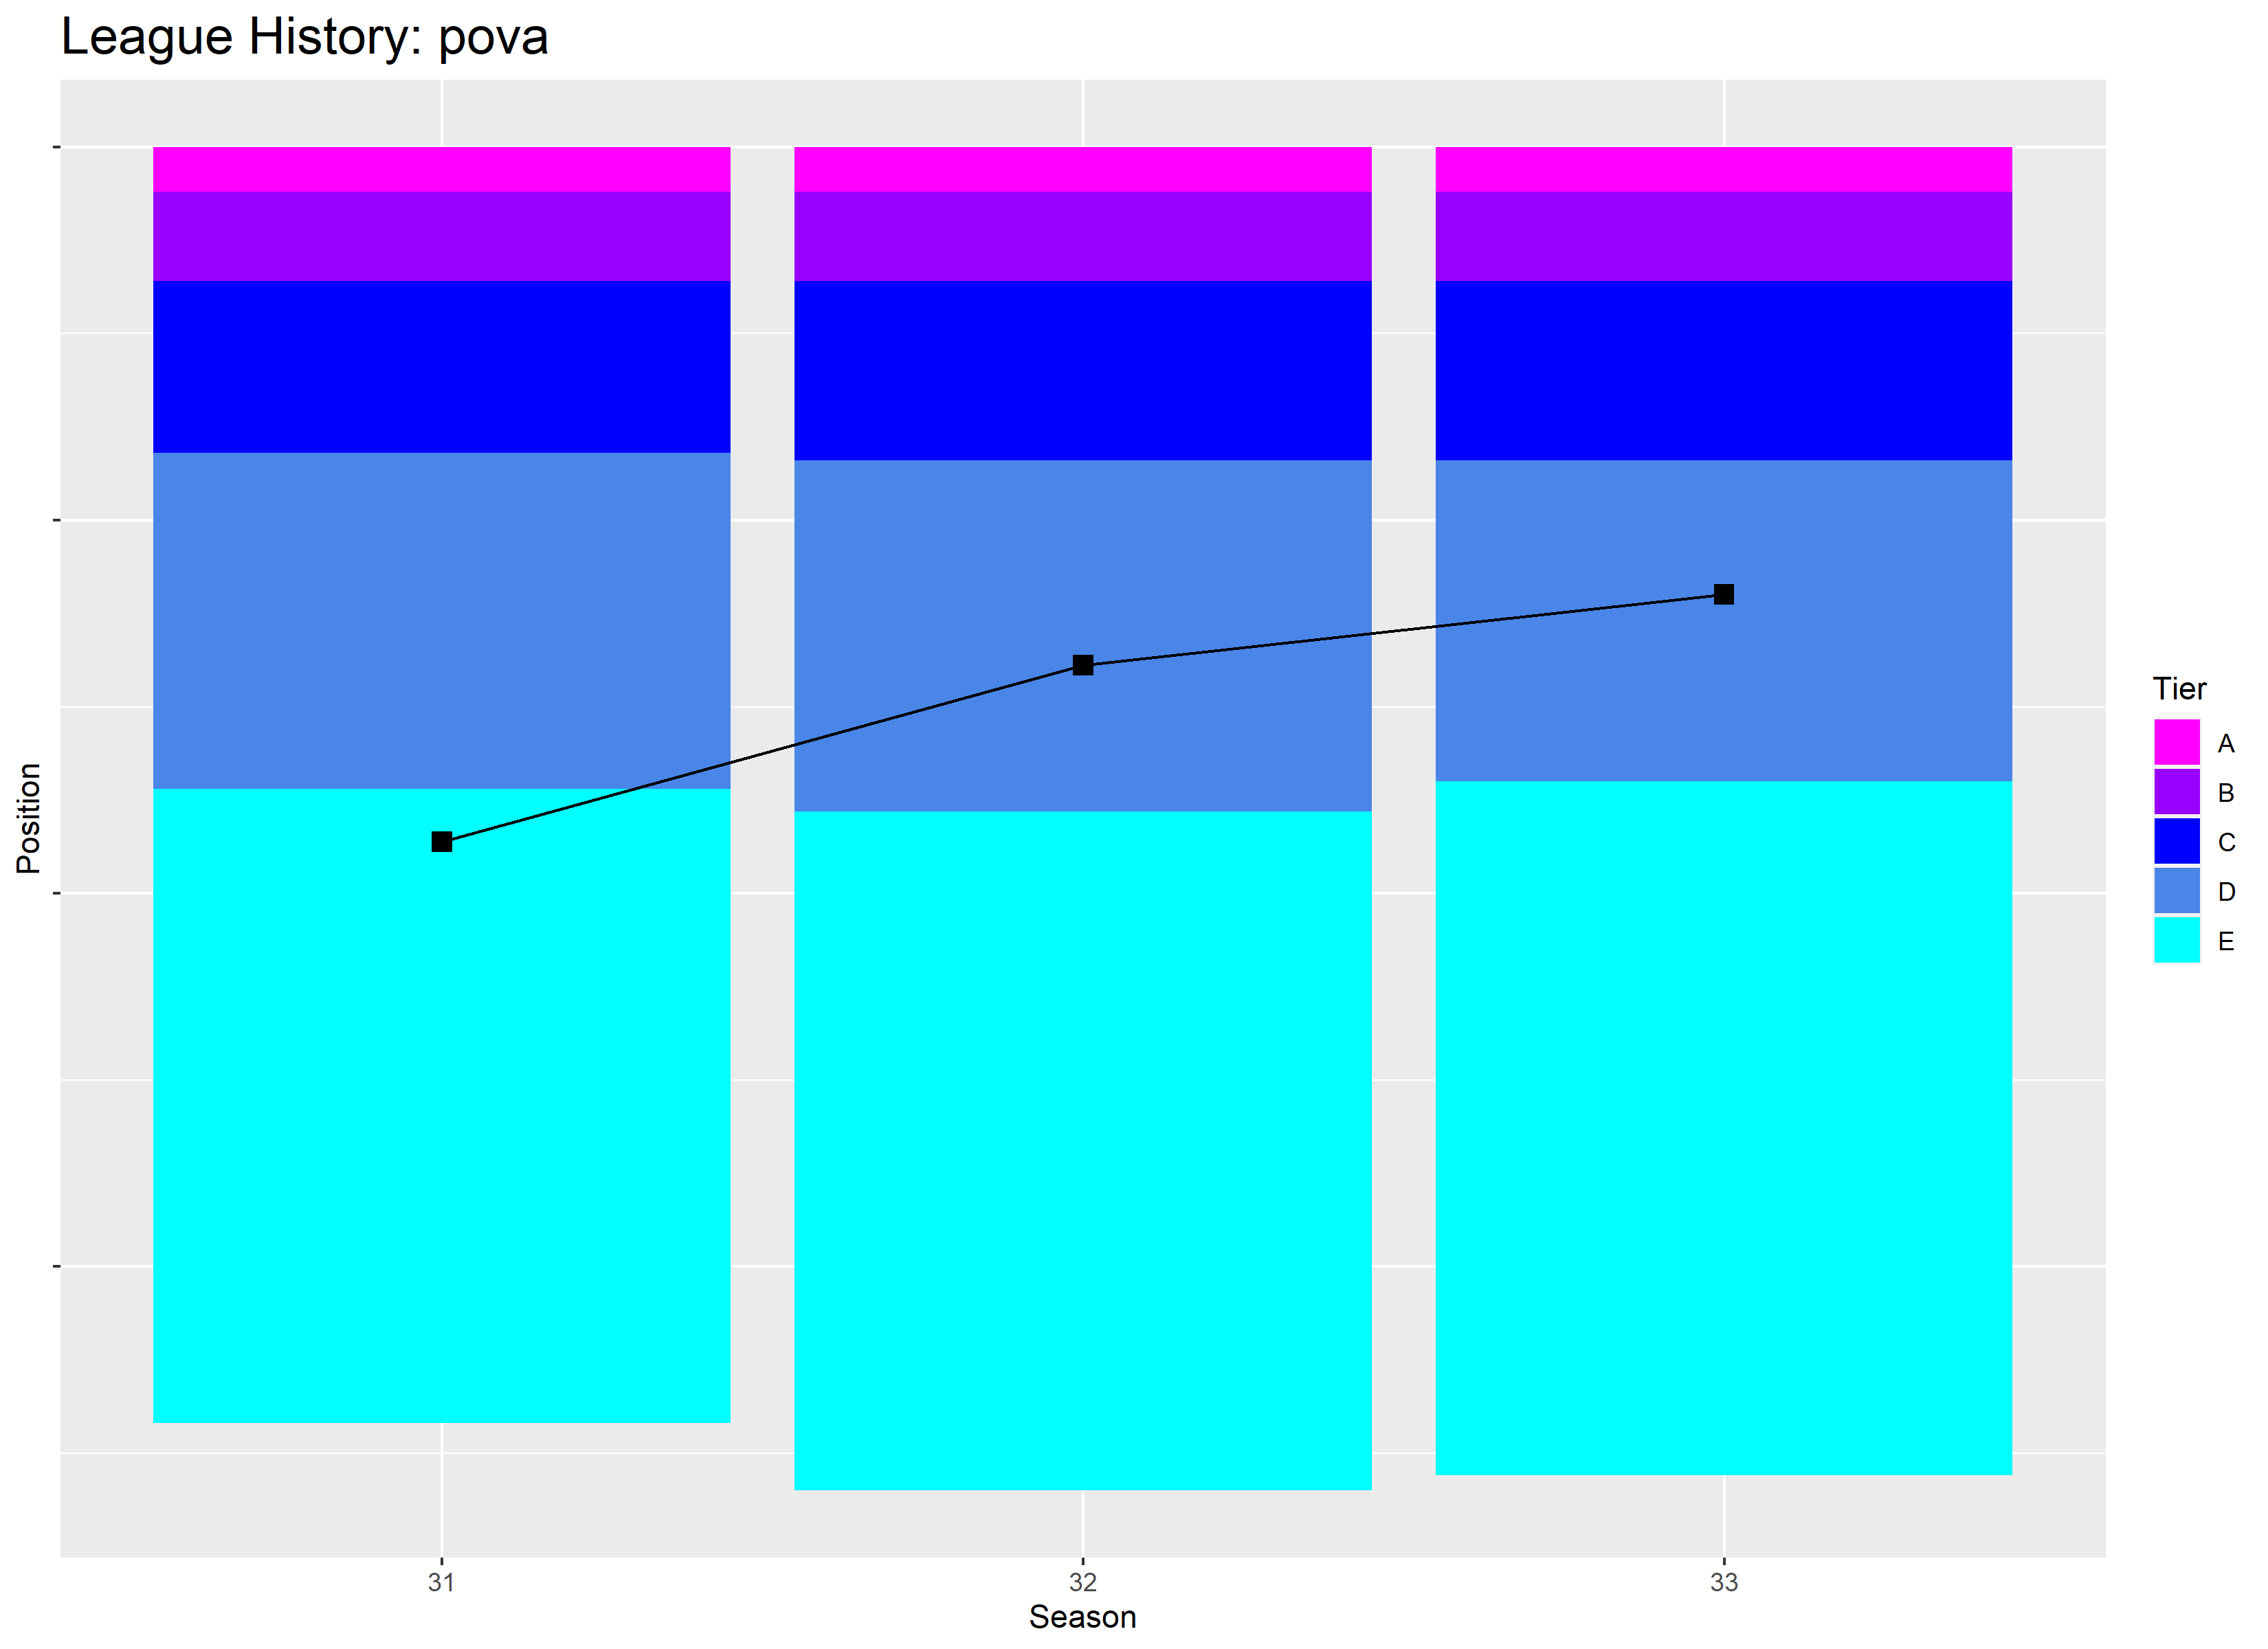 League History: pova
Position
Tier
A
B
C
D
E
31
32
33
Season